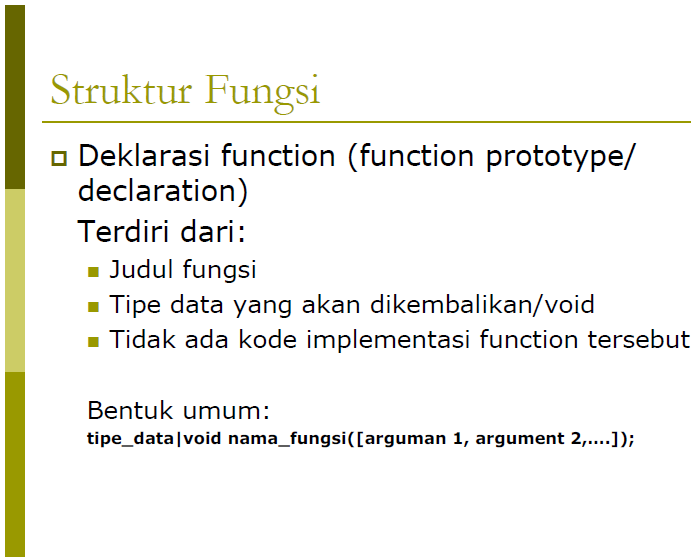 Struktur Fungsi
Deklarasi function (function prototype/
declaration)
Terdiri dari:
Judul fungsi
Tipe data yang akan dikembalikan/void
Tidak ada kode implementasi function tersebut
Bentuk umum:
tipe_data|void nama_fungsi([arguman 1, argument 2,....]);